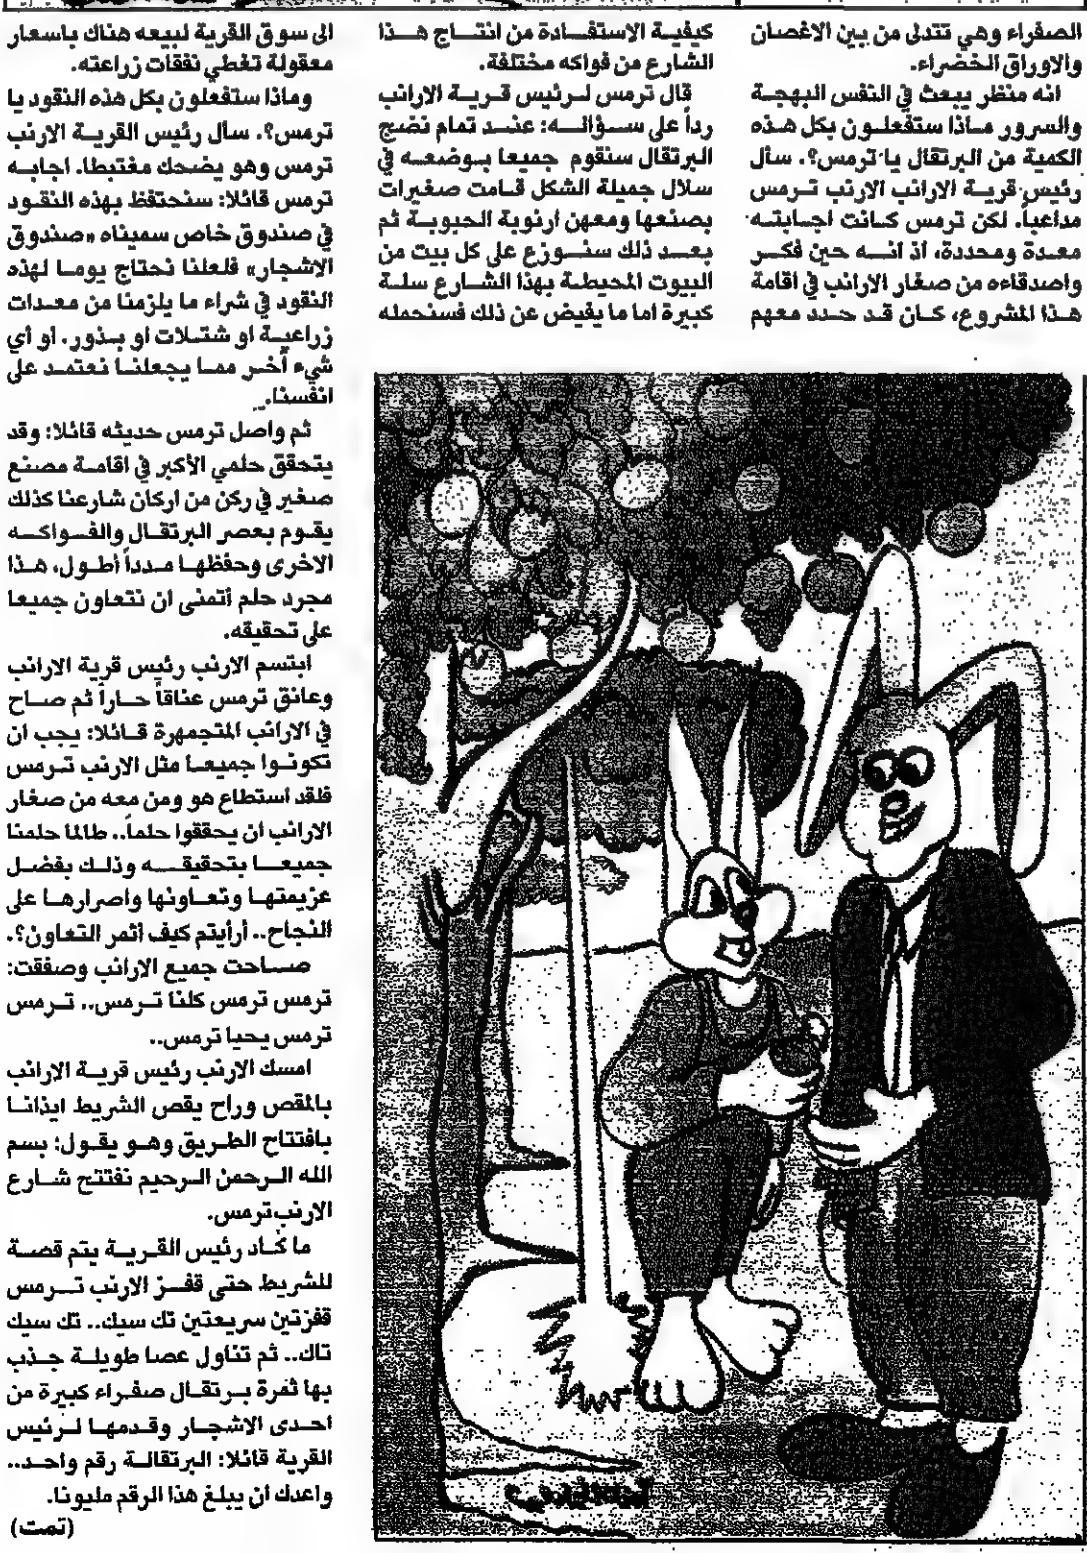 الصفراء وهي تتدلى من بين الاغصان
والاوراق الخضراء.
انه منظر يبعث في النفس البهجة
والسرور ماذا ستفعلون بكل هذه
الكمية من البرتقال يا ترمس؟. سأل
رئيس قرية الارانب الارنب ترمس
مداعباً. لكن ترمس كانت اجابته
معدة ومحددة، اذ انه حين فكر
واصدقاءه من صغار الارانب في اقامة
هذا المشروع، كان قد حدد معهم
كيفية الاستفادة من انتاج هذا
الشارع من فواكه مختلفة.
قال ترمس لرئيس قرية الارانب
رداً على سؤاله: عند تمام نضج
البرتقال سنقوم جميعا بوضعه في
سلال جميلة الشكل قامت صغيرات
بصنعها ومعهن ارنوبة الحبوبة ثم
بعد ذلك سنوزع على كل بيت من
البيوت المحيطة بهذا الشارع سلة
كبيرة اما ما يفيض عن ذلك فسنحمله
الى سوق القرية لبيعه هناك باسعار
معقولة تغطي نفقات زراعته.
وماذا ستفعلون بكل هذه النقود يا
ترمس؟. سأل رئيس القرية الارنب
ترمس وهو يضحك مغتبطا. اجابه
ترمس قائلا: سنحتفظ بهذه النقود
في صندوق خاص سميناه «صندوق
الاشجار» فلعلنا نحتاج يوما لهذه
النقود في شراء ما يلزمنا من معدات
زراعية او شتلات او بذور. او أي
شيء آخر مما يجعلنا نعتمد على
انفسنا.
ثم واصل ترمس حديثه قائلا: وقد
يتحقق حلمي الأكبر في اقامة مصنع
صغير في ركن من اركان شارعنا كذلك
يقوم بعصر البرتقال والفواكه
الاخرى وحفظها مدداً أطول، هذا
مجرد حلم أتمنى ان نتعاون جميعا
على تحقيقه.
ابتسم الارنب رئيس قرية الارانب
وعانق ترمس عناقاً حاراً ثم صاح
في الارانب المتجمهرة قائلا: يجب ان
تكونوا جميعاً مثل الارنب ترمس
فلقد استطاع هو ومن معه من صغار
الارانب ان يحققوا حلماً.. طالما حلمنا
جميعا بتحقيقه وذلك بفضل
عزيمتها وتعاونها واصرارها على
النجاح.. أرأيتم كيف أثمر التعاون؟.
صاحت جميع الارانب وصفقت:
ترمس ترمس كلنا ترمس.. ترمس
ترمس يحيا ترمس..
امسك الارنب رئيس قرية الارانب
بالمقص وراح يقص الشريط ايذانا
بافتتاح الطريق وهو يقول: بسم
الله الرحمن الرحيم نفتتح شارع
الارنب ترمس.
ما كاد رئيس القرية يتم قصة
للشريط حتى قفز الارنب ترمس
قفزتين سريعتين تك سيك.. تك سيك
تاك.. ثم تناول عصا طويلة جذب
بها ثمرة برتقال صفراء كبيرة من
احدى الاشجار وقدمها لرئيس
القرية قائلا: البرتقالة رقم واحد..
واعدك ان يبلغ هذا الرقم مليونا.
(تمت)